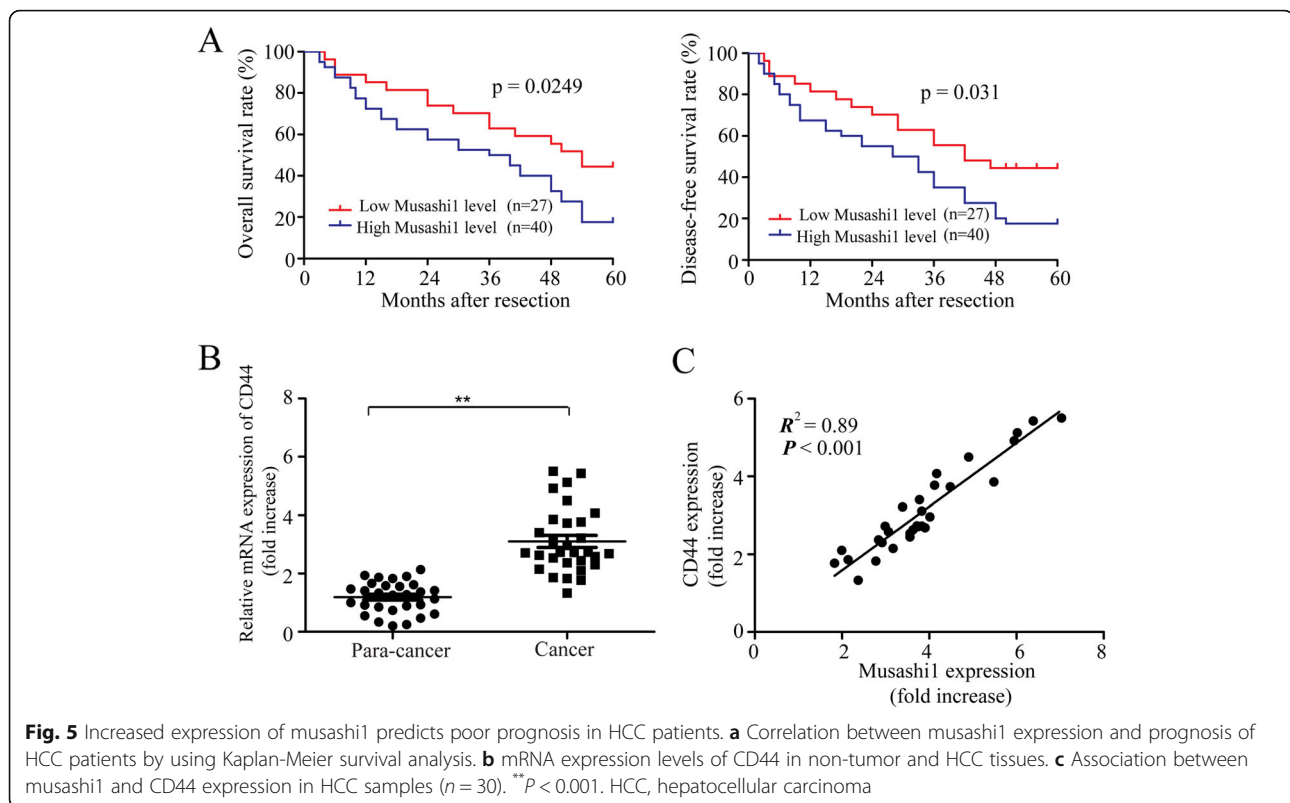 A
Overall survival rate (%)
100
80
60
40
20
0
p = 0.0249
Low Musashi1 level (n=27)
High Musashi1 level (n=40)
0 12 24 36 48 60
Months after resection
Disease-free survival rate (%)
100
80
60
40
20
0
p = 0.031
Low Musashi1 level (n=27)
High Musashi1 level (n=40)
0 12 24 36 48 60
Months after resection
B
Relative mRNA expression of CD44
(fold increase)
8
6
4
2
0
**
Para-cancer Cancer
C
CD44 expression
(fold increase)
6
4
2
0
R² = 0.89
P < 0.001
0 2 4 6 8
Musashi1 expression
(fold increase)
Fig. 5 Increased expression of musashi1 predicts poor prognosis in HCC patients. a Correlation between musashi1 expression and prognosis of
HCC patients by using Kaplan-Meier survival analysis. b mRNA expression levels of CD44 in non-tumor and HCC tissues. c Association between
musashi1 and CD44 expression in HCC samples (n = 30). **P < 0.001. HCC, hepatocellular carcinoma